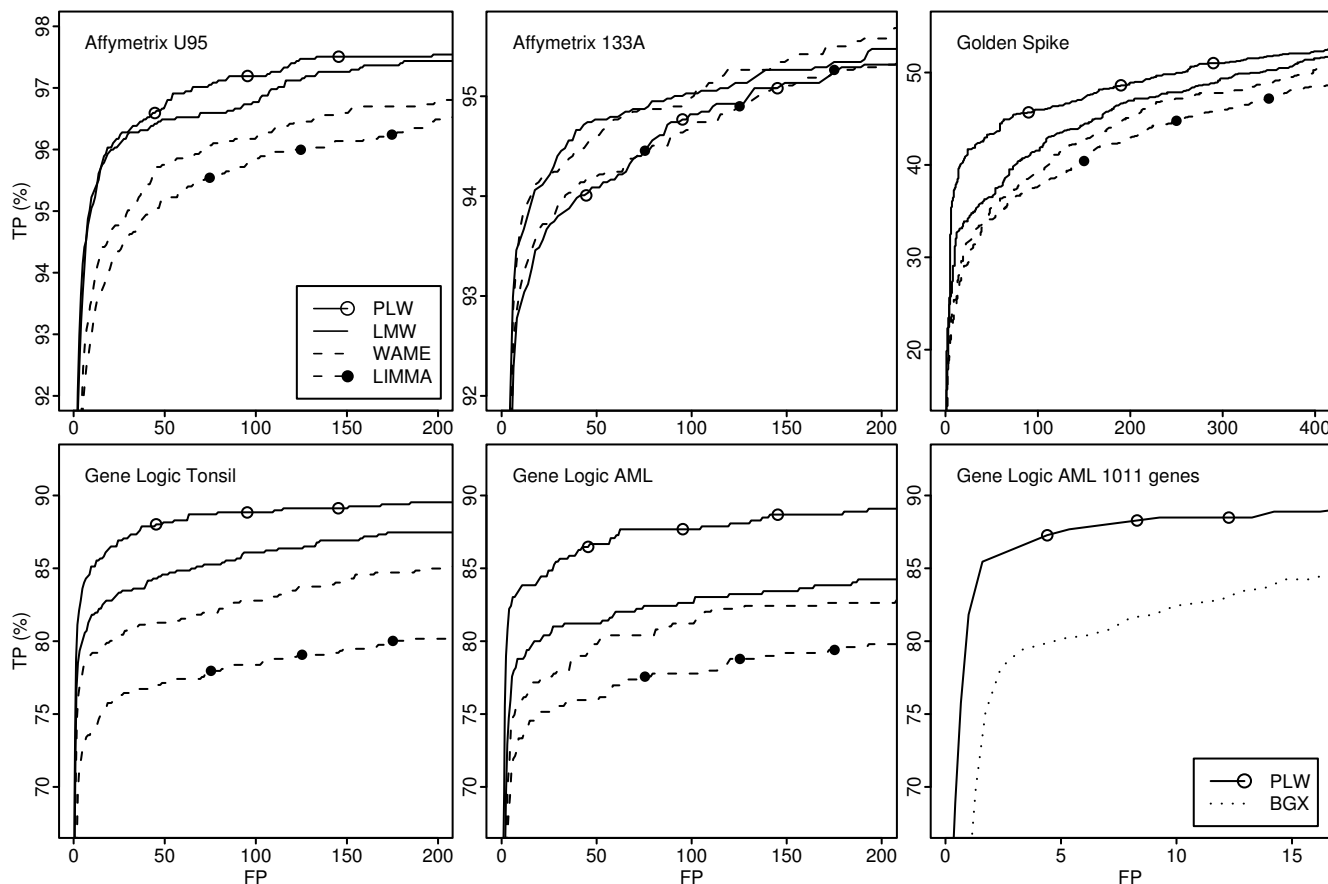 Affymetrix U95
Affymetrix 133A
Golden Spike
TP (%)
98
97
96
95
94
93
92
95
94
93
92
50
40
30
20
PLW
LMW
WAME
LIMMA
0 50 100 150 200
0 50 100 150 200
0 100 200 300 400
Gene Logic Tonsil
Gene Logic AML
Gene Logic AML 1011 genes
TP (%)
90
85
80
75
70
90
85
80
75
70
90
85
80
75
70
PLW
BGX
0 50 100 150 200
0 50 100 150 200
0 5 10 15
FP
FP
FP